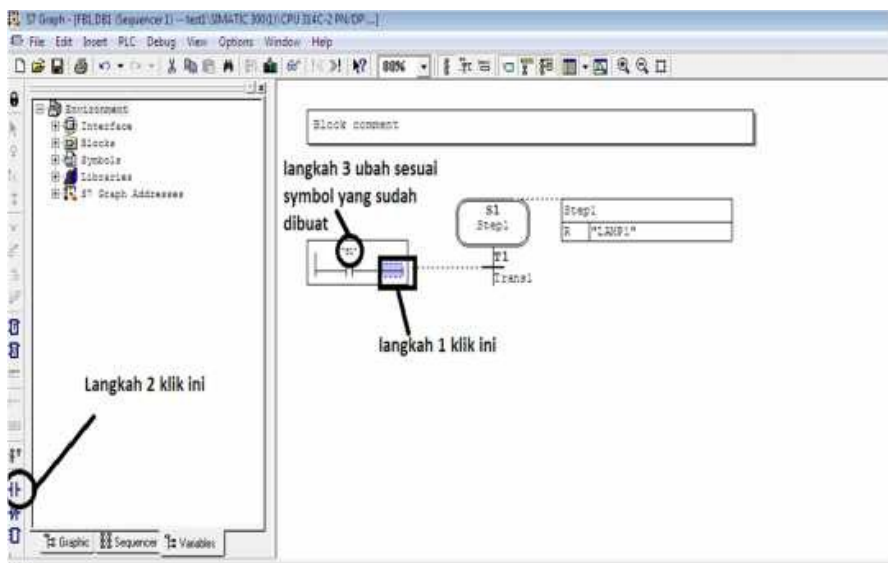 S7 Graph - [FB1,DB1 (Sequencer 1) -- test1\SIMATIC 300(1)\CPU 314C-2 PN/DP...]
File Edit Insert PLC Debug View Options Window Help
88%
Environment
Interface
Blocks
Symbols
Libraries
S7 Graph Addresses
Block comment
langkah 3 ubah sesuai
symbol yang sudah
dibuat
S1
Step1
Step1
R "LAMP1"
T1
Trans1
langkah 1 klik ini
Langkah 2 klik ini
Graphic Sequencer Variables